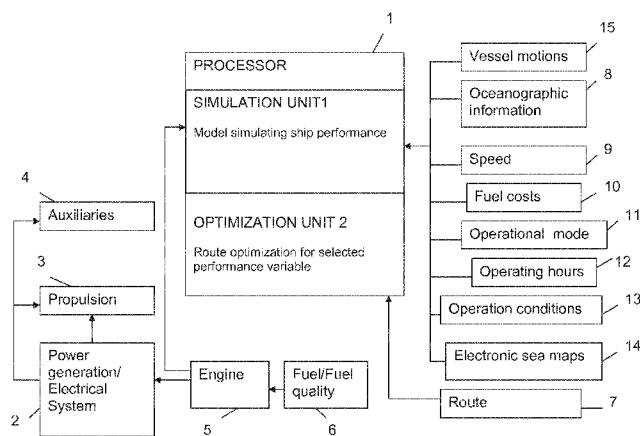 1
15
PROCESSOR
Vessel motions
8
SIMULATION UNIT1
Model simulating ship performance
Oceanographic
information
9
Speed
10
4
Fuel costs
11
Auxiliaries
OPTIMIZATION UNIT 2
Operational mode
12
3
Route optimization for selected
performance variable
Operating hours
13
Propulsion
Operation conditions
14
Power
generation/
Electrical
System
Engine
Fuel/Fuel
quality
Electronic sea maps
Route
7
2
5
6